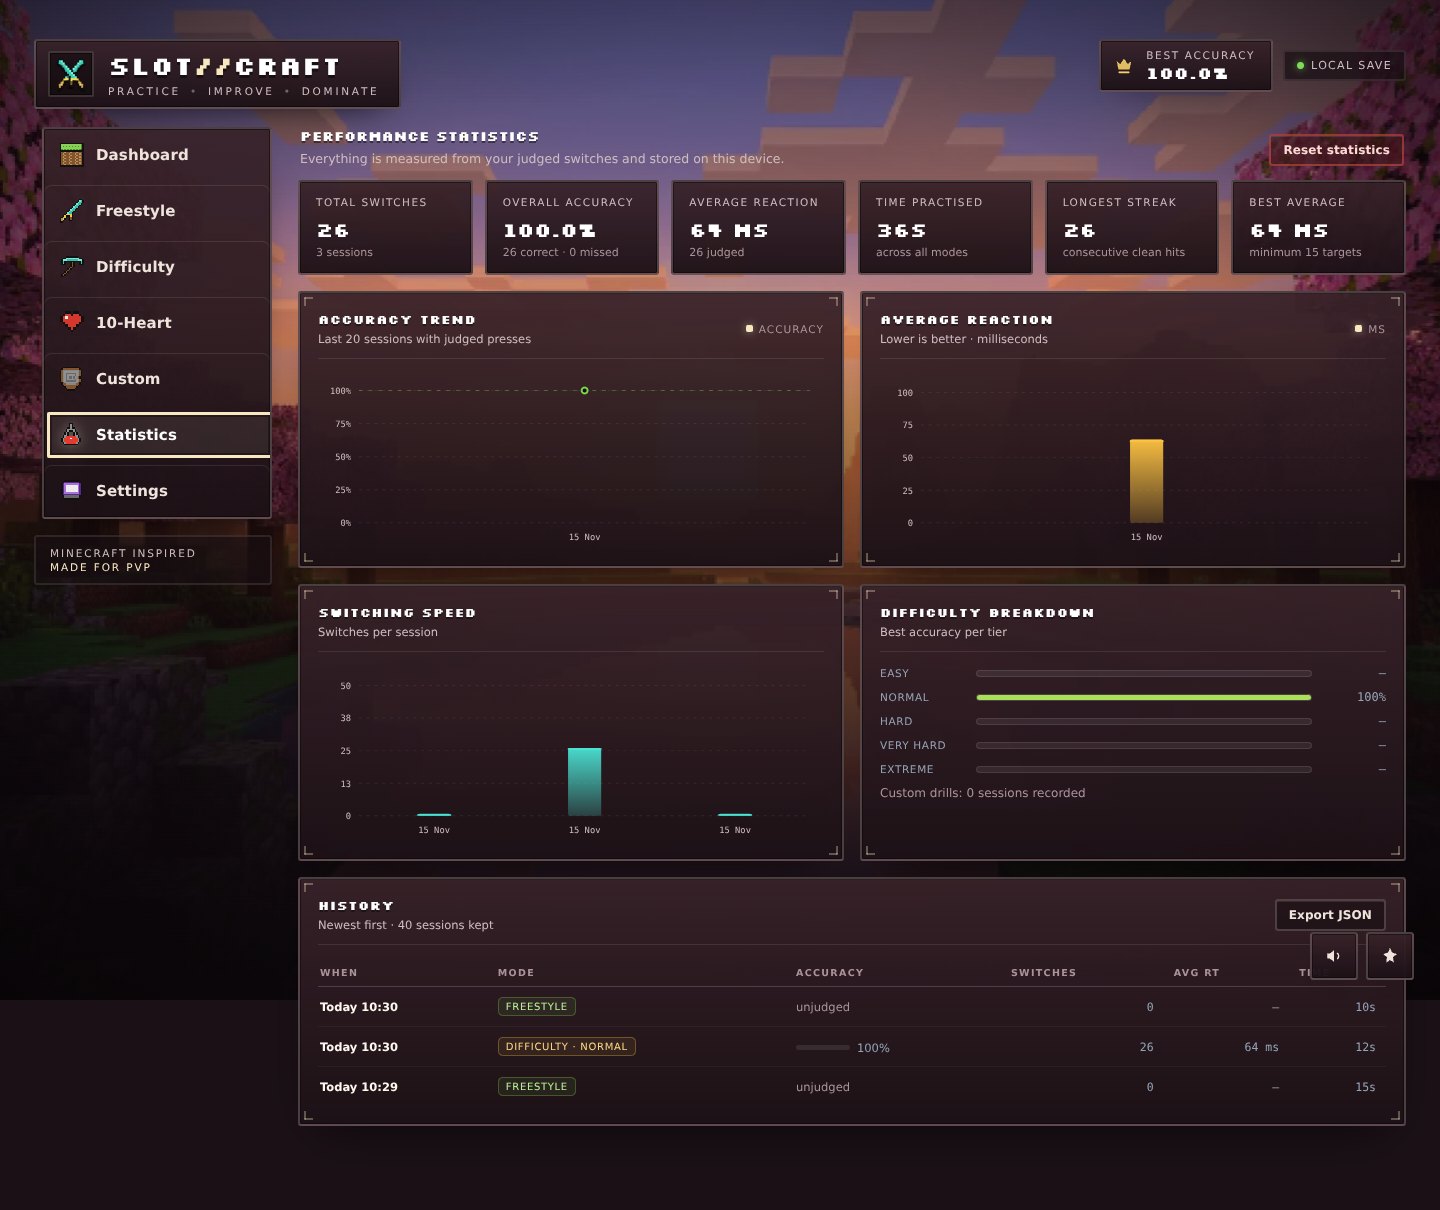 SLOT//CRAFT
PRACTICE • IMPROVE • DOMINATE
BEST ACCURACY
100.0%
LOCAL SAVE
Dashboard
Freestyle
Difficulty
10-Heart
Custom
Statistics
Settings
MINECRAFT INSPIRED
MADE FOR PVP
PERFORMANCE STATISTICS
Everything is measured from your judged switches and stored on this device.
Reset statistics
TOTAL SWITCHES
26
3 sessions
OVERALL ACCURACY
100.0%
26 correct · 0 missed
AVERAGE REACTION
64 MS
26 judged
TIME PRACTISED
36S
across all modes
LONGEST STREAK
26
consecutive clean hits
BEST AVERAGE
64 MS
minimum 15 targets
ACCURACY TREND
Last 20 sessions with judged presses
ACCURACY
100%
75%
50%
25%
0%
15 Nov
AVERAGE REACTION
Lower is better · milliseconds
MS
100
75
50
25
0
15 Nov
SWITCHING SPEED
Switches per session
50
38
25
13
0
15 Nov 15 Nov 15 Nov
DIFFICULTY BREAKDOWN
Best accuracy per tier
EASY —
NORMAL 100%
HARD —
VERY HARD —
EXTREME —
Custom drills: 0 sessions recorded
HISTORY
Newest first · 40 sessions kept
Export JSON
WHEN MODE ACCURACY SWITCHES AVG RT
Today 10:30 FREESTYLE unjudged 0 — 10s
Today 10:30 DIFFICULTY · NORMAL 100% 26 64 ms 12s
Today 10:29 FREESTYLE unjudged 0 — 15s